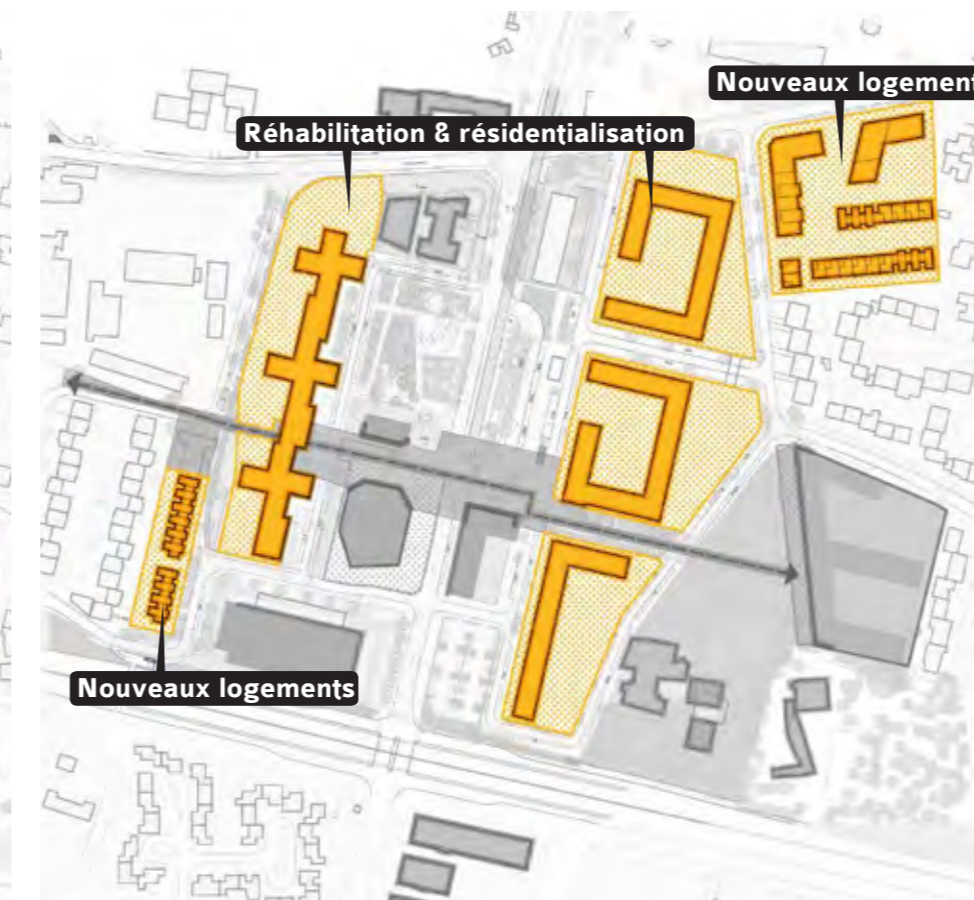 Nouveaux logement
Réhabilitation & résidentialisation
Nouveaux logements